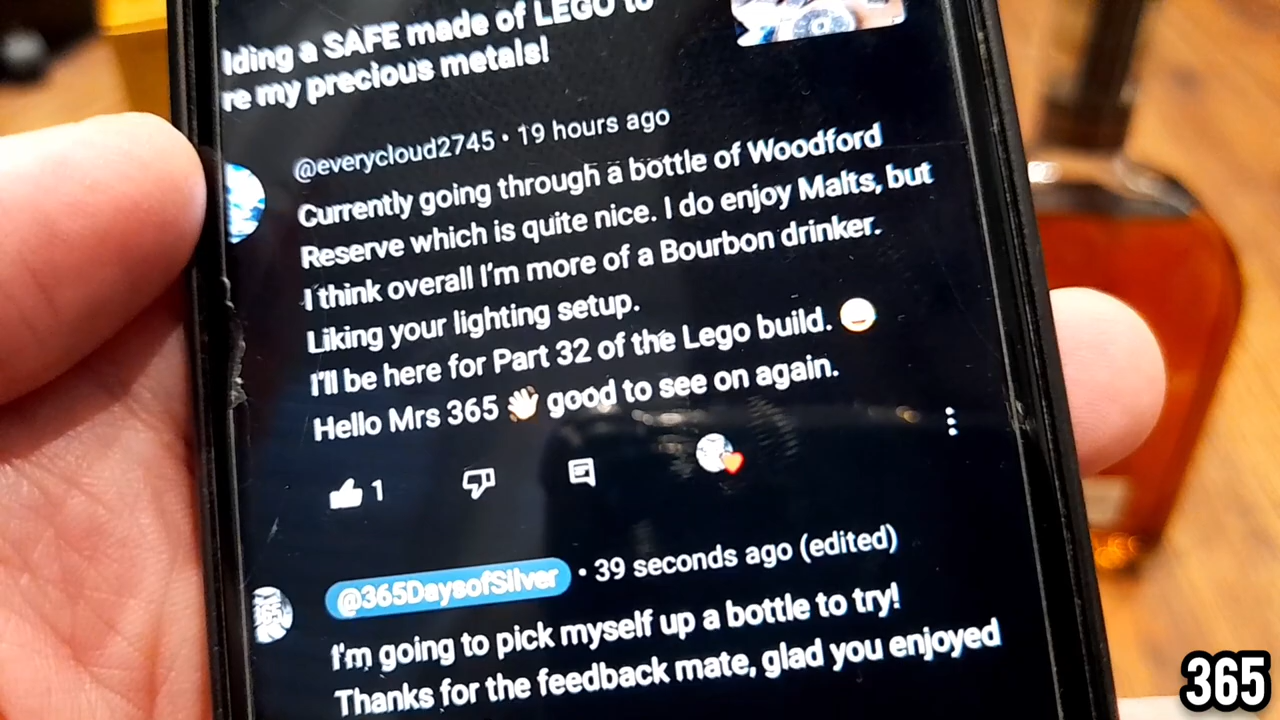 lding a SAFE made of LEGO to
re my precious metals!
@everycloud2745 • 19 hours ago
Currently going through a bottle of Woodford
Reserve which is quite nice. I do enjoy Malts, but
I think overall I'm more of a Bourbon drinker.
Liking your lighting setup.
I'll be here for Part 32 of the Lego build. 😀
Hello Mrs 365 👋 good to see on again.
1
@365DaysofSilver • 39 seconds ago (edited)
I'm going to pick myself up a bottle to try!
Thanks for the feedback mate, glad you enjoyed
365